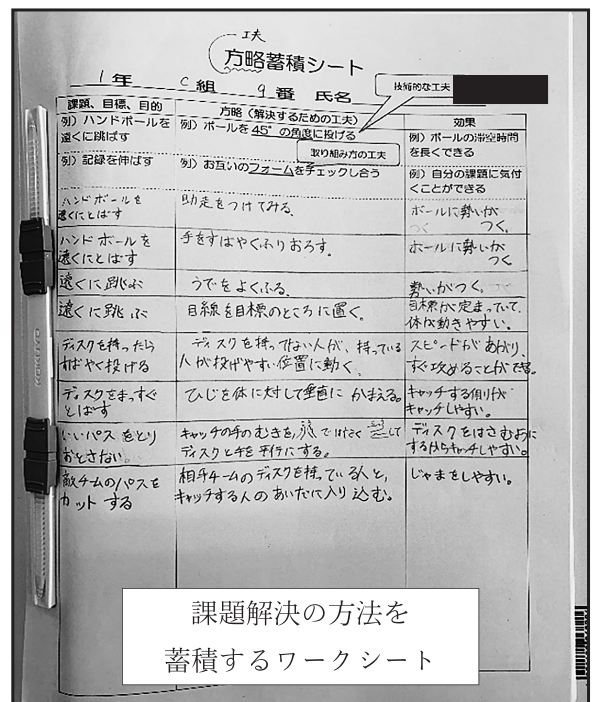 工夫
方略蓄積シート
1年 C組 9番 氏名
技術的な工夫
課題、目標、目的
方略(解決するための工夫)
効果
例)ハンドボールを
遠くに飛ばす
例)ボールを45°の角度に投げる
例)ボールの滞空時間
を長くできる
取り組み方の工夫
例)記録を伸ばす
例)お互いのフォームをチェックし合う
例)自分の課題に気付
くことができる
ハンドボールを
遠くにとばす
助走をつけてみる。
ボールに勢いが
つく。
ハンドボールを
遠くにとばす
手をすばやくふりおろす。
ボールに勢いが
つく
遠くに跳ぶ
うでをよくふる。
勢いがつく。
遠くに跳ぶ
目線を目標のところに置く。
目標が定まっていて、
体が動きやすい。
ディスクを持ったら
すばやく投げる
ディスクを持ってない人が、持っている
人が投げやすい位置に動く。
スピードがあがり、
すぐ攻めることができる。
ディスクをまっすぐ
とばす
ひじを体に対して垂直にかまえる。
キャッチする側が
キャッチしやすい。
いいパスをとり
おとさない。
キャッチの手のむきを ではなく して
ディスクと手を平行にする。
ディスクをはさむように
するからキャッチしやすい。
敵チームのパスを
カットする
相手チームのディスクを持っている人と、
キャッチする人のあいだに入り込む。
じゃまをしやすい。
課題解決の方法を
蓄積するワークシート